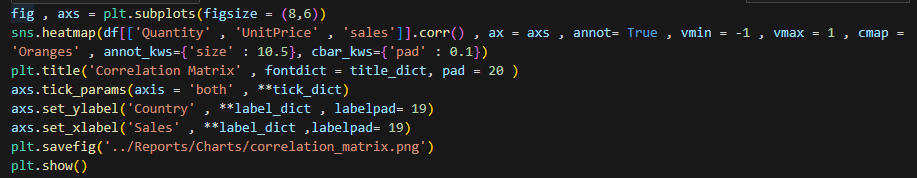 fig , axs = plt.subplots(figsize = (8,6))
sns.heatmap(df[['Quantity' , 'UnitPrice' , 'sales']].corr() , ax = axs , annot= True , vmin = -1 , vmax = 1 , cmap =
'Oranges' , annot_kws={'size' : 10.5}, cbar_kws={'pad' : 0.1})
plt.title('Correlation Matrix' , fontdict = title_dict, pad = 20 )
axs.tick_params(axis = 'both' , **tick_dict)
axs.set_ylabel('Country' , **label_dict , labelpad= 19)
axs.set_xlabel('Sales' , **label_dict ,labelpad= 19)
plt.savefig('../Reports/Charts/correlation_matrix.png')
plt.show()